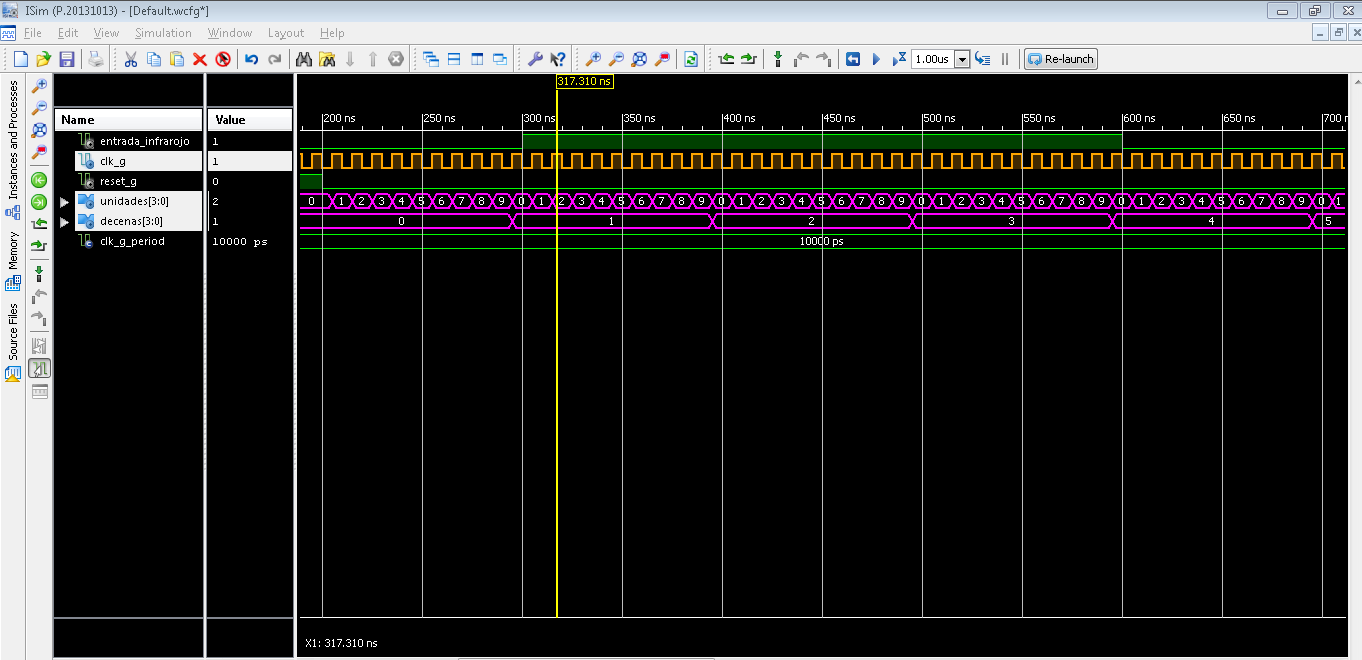 ISim (P.20131013) - [Default.wcfg*]
File Edit View Simulation Window Layout Help
1.00us Re-launch
Instances and Processes
Memory
Source Files
317.310 ns
Name Value
200 ns 250 ns 300 ns 350 ns 400 ns 450 ns 500 ns 550 ns 600 ns 650 ns 700 n
entrada_infrarojo 1
clk_g 1
reset_g 0
unidades[3:0] 2 0 1 2 3 4 5 6 7 8 9 0 1 2 3 4 5 6 7 8 9 0 1 2 3 4 5 6 7 8 9 0 1 2 3 4 5 6 7 8 9 0 1 2 3 4 5 6 7 8 9 0 1
decenas[3:0] 1 0 1 2 3 4 5
clk_g_period 10000 ps 10000 ps
X1: 317.310 ns